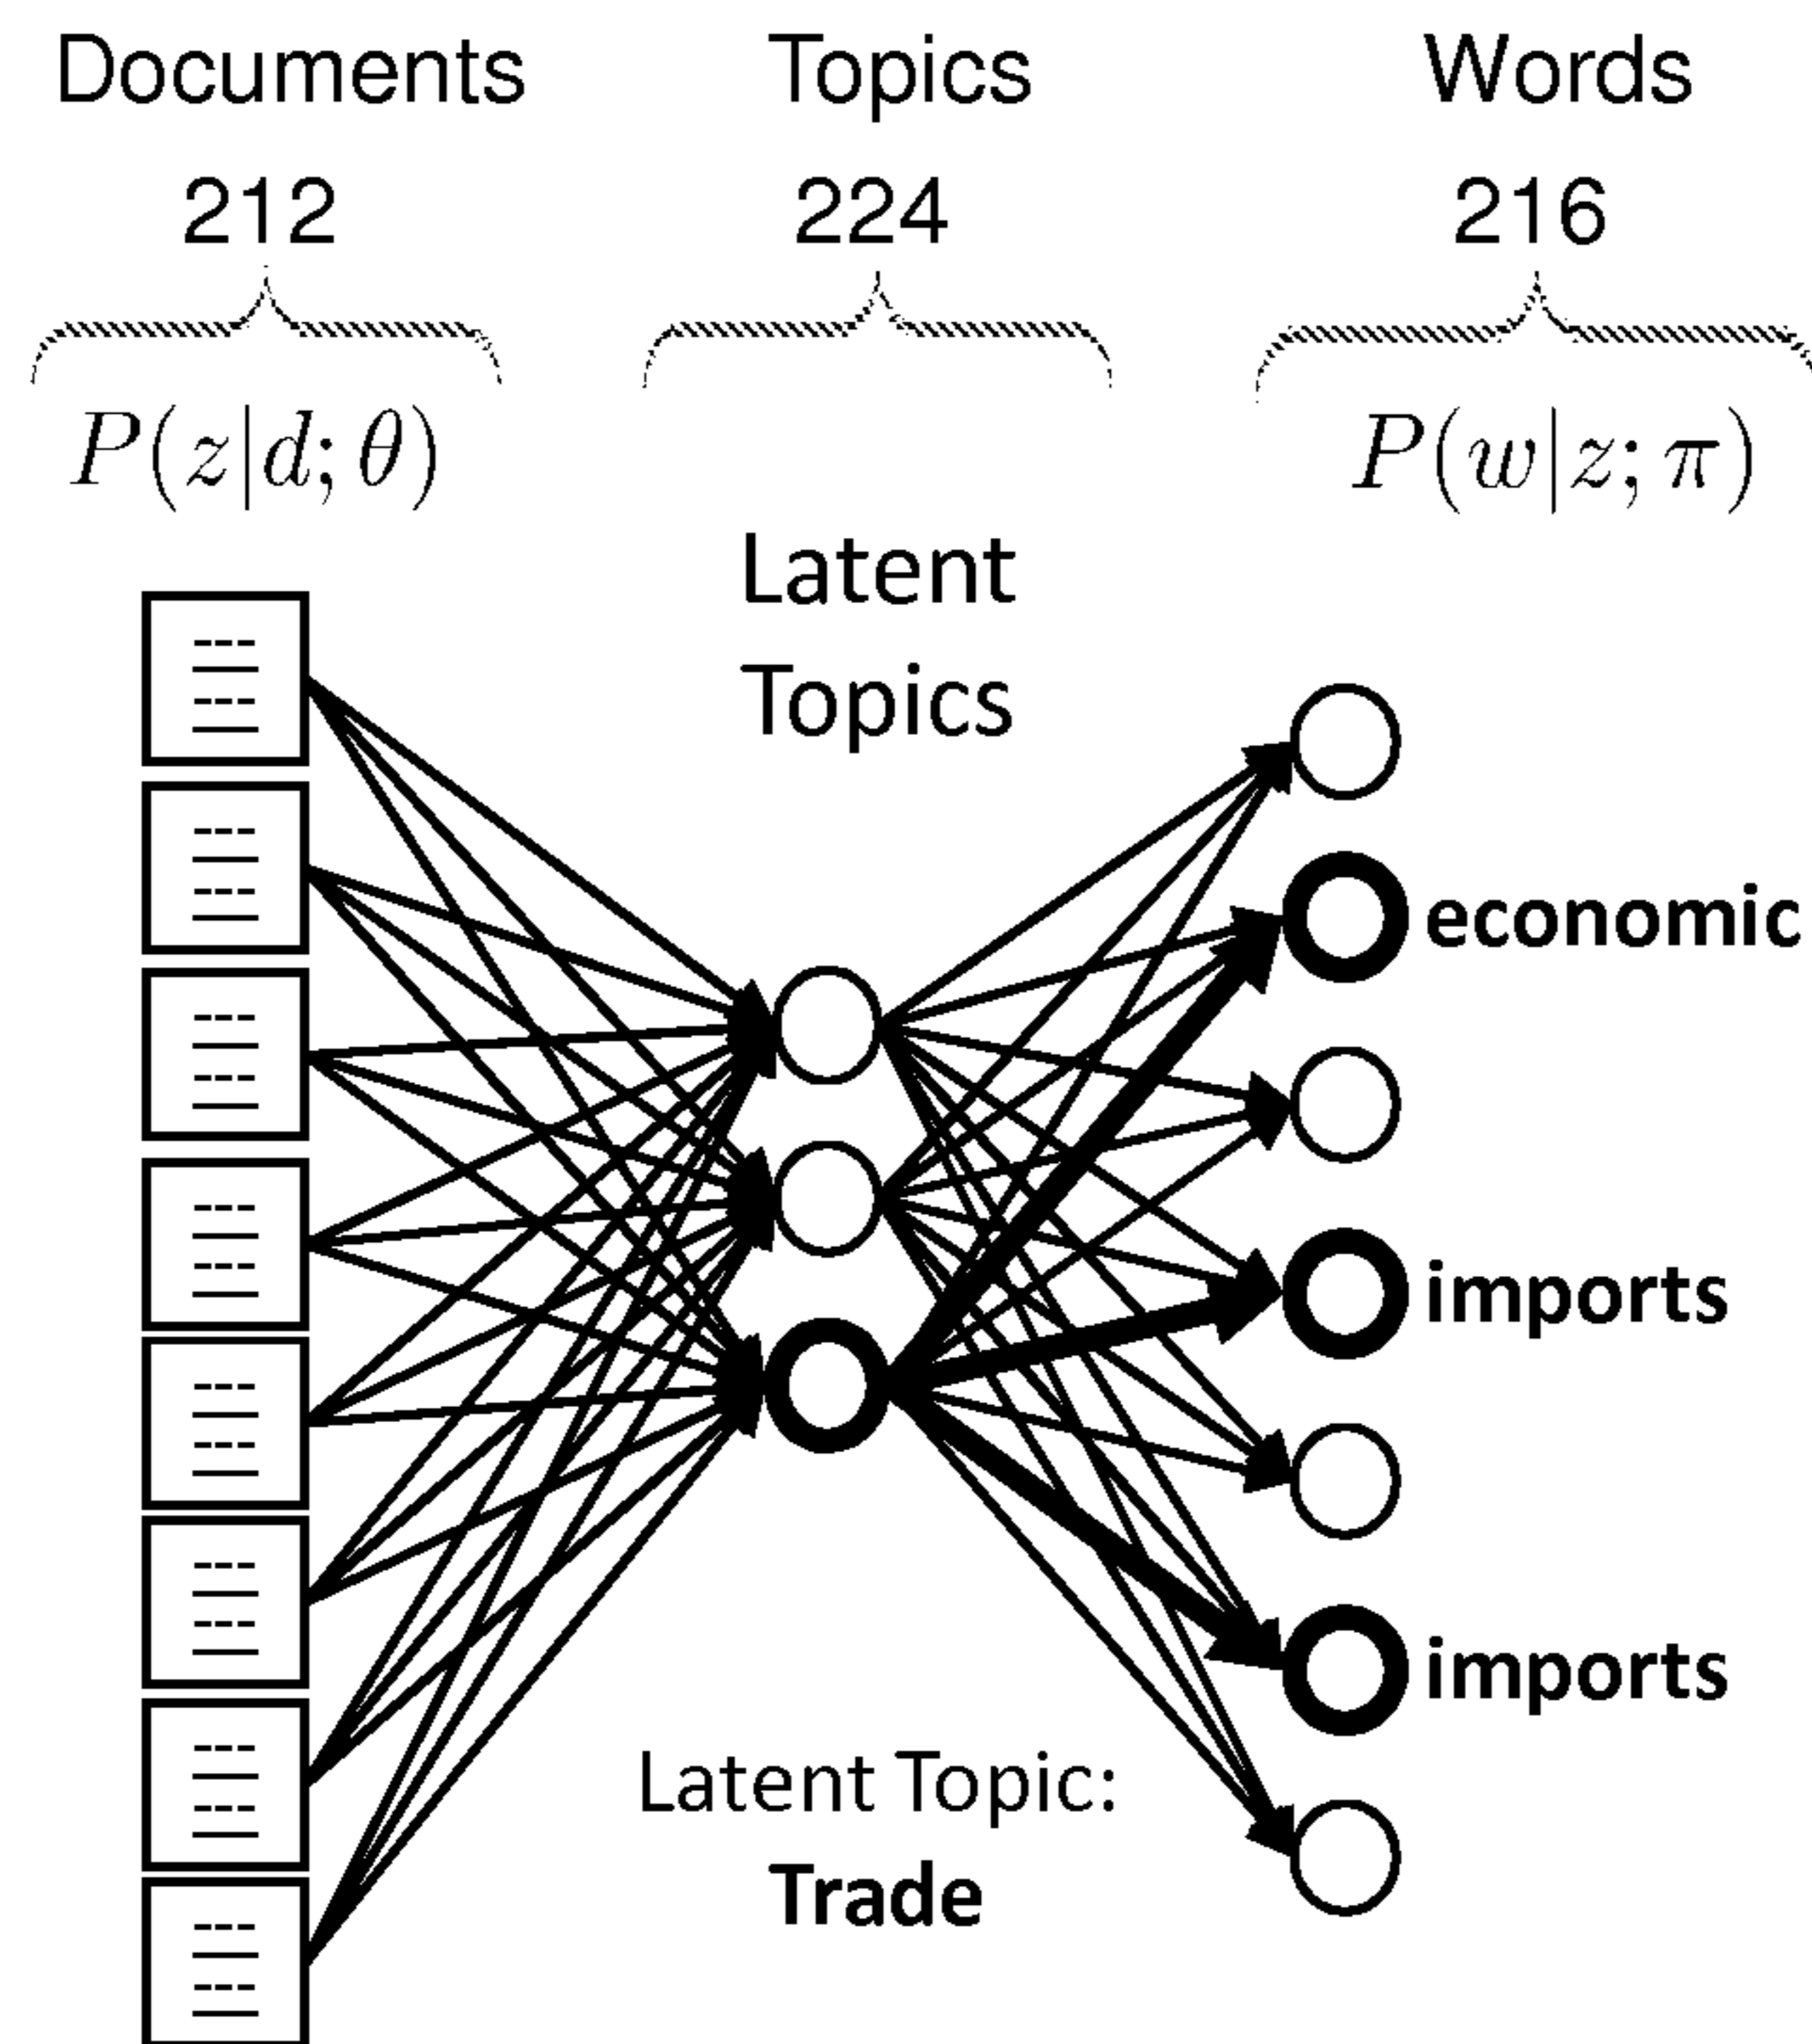 Documents Topics Words
212 224 216
P(z|d; θ) P(w|z; π)
Latent
Topics
economic
imports
imports
Latent Topic:
Trade